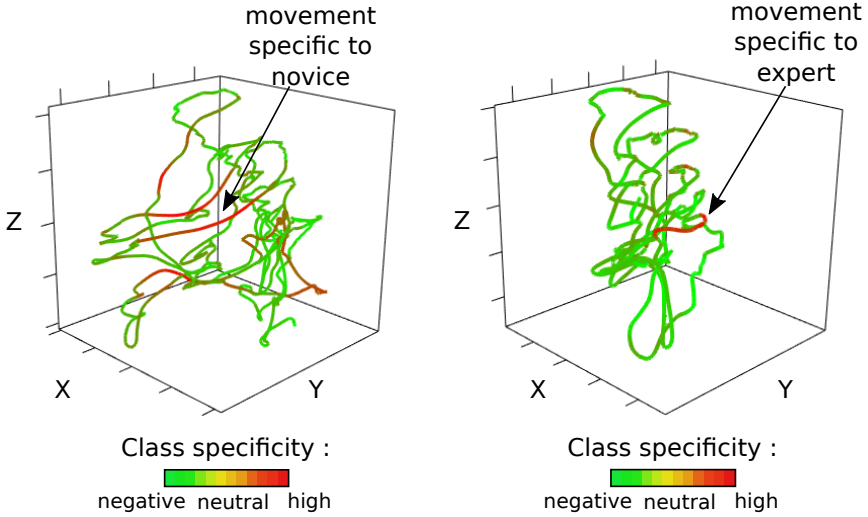 movement
specific to
novice
Z
X
Y
Class specificity :
negative neutral high
movement
specific to
expert
Z
X
Y
Class specificity :
negative neutral high